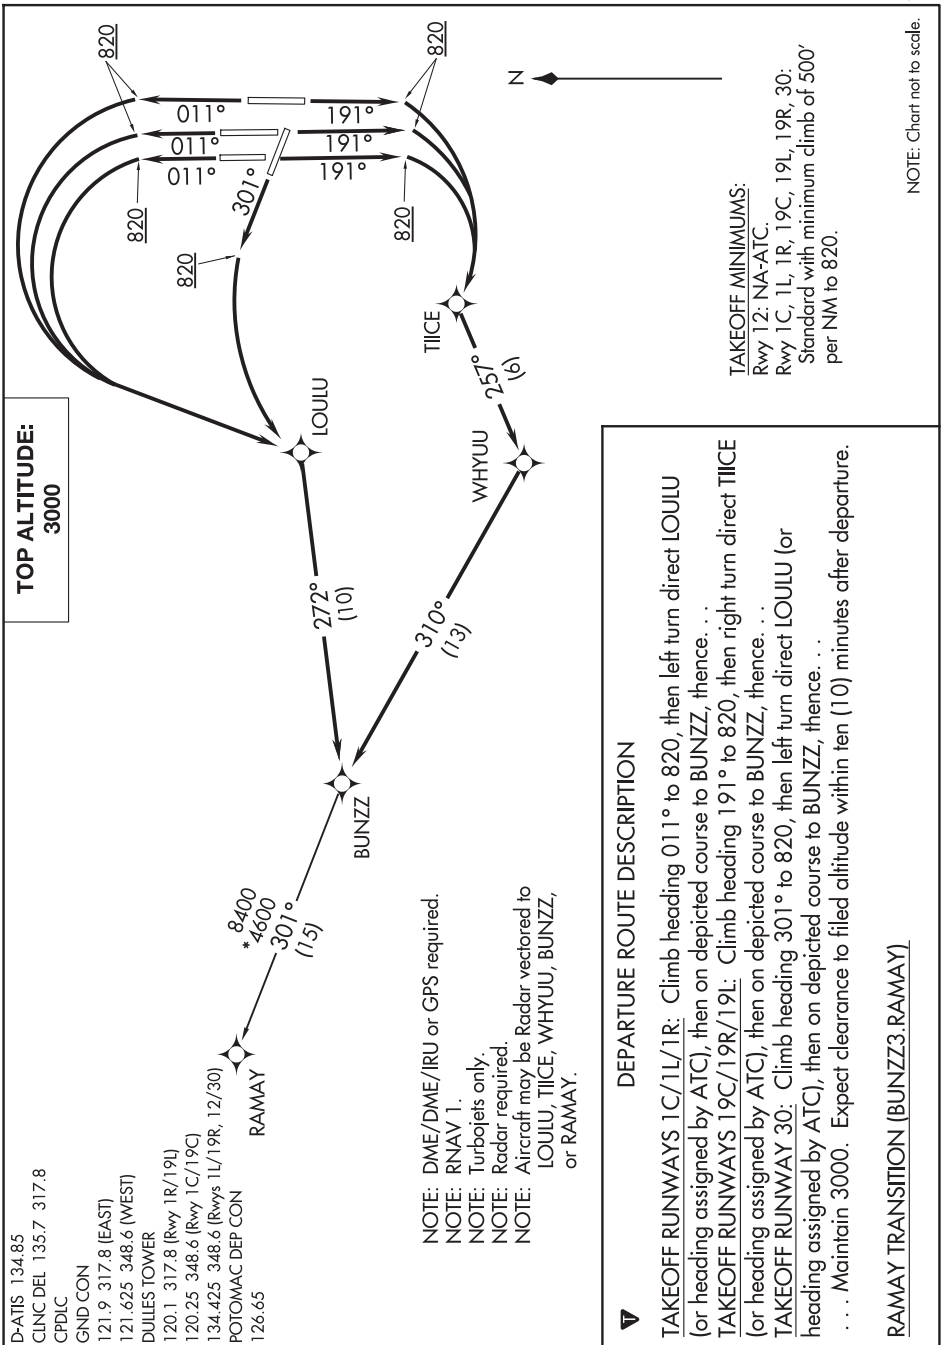 D-ATIS 134.85
CLNC DEL 135.7 317.8
CPDLC
GND CON
121.9 317.8 (EAST)
121.625 348.6 (WEST)
DULLES TOWER
120.1 317.8 (Rwy 1R/19L)
120.25 348.6 (Rwy 1C/19C)
134.425 348.6 (Rwys 1L/19R, 12/30)
POTOMAC DEP CON
126.65
TOP ALTITUDE:
3000
820
820
820
011°
011°
011°
301°
191°
191°
191°
820
820
N
LOULU
TIICE
257°
(6)
WHYUU
272°
(10)
310°
(13)
BUNZZ
8400
*4600
301°
(15)
RAMAY
NOTE: DME/DME/IRU or GPS required.
NOTE: RNAV 1.
NOTE: Turbojets only.
NOTE: Radar required.
NOTE: Aircraft may be Radar vectored to
LOULU, TIICE, WHYUU, BUNZZ,
or RAMAY.
TAKEOFF MINIMUMS:
Rwy 12: NA-ATC.
Rwy 1C, 1L, 1R, 19C, 19L, 19R, 30:
Standard with minimum climb of 500'
per NM to 820.
NOTE: Chart not to scale.
T
DEPARTURE ROUTE DESCRIPTION
TAKEOFF RUNWAYS 1C/1L/1R: Climb heading 011° to 820, then left turn direct LOULU
(or heading assigned by ATC), then on depicted course to BUNZZ, thence. . .
TAKEOFF RUNWAYS 19C/19R/19L: Climb heading 191° to 820, then right turn direct TIICE
(or heading assigned by ATC), then on depicted course to BUNZZ, thence. . .
TAKEOFF RUNWAY 30: Climb heading 301° to 820, then left turn direct LOULU (or
heading assigned by ATC), then on depicted course to BUNZZ, thence. . .
. . . Maintain 3000. Expect clearance to filed altitude within ten (10) minutes after departure.
RAMAY TRANSITION (BUNZZ3.RAMAY)